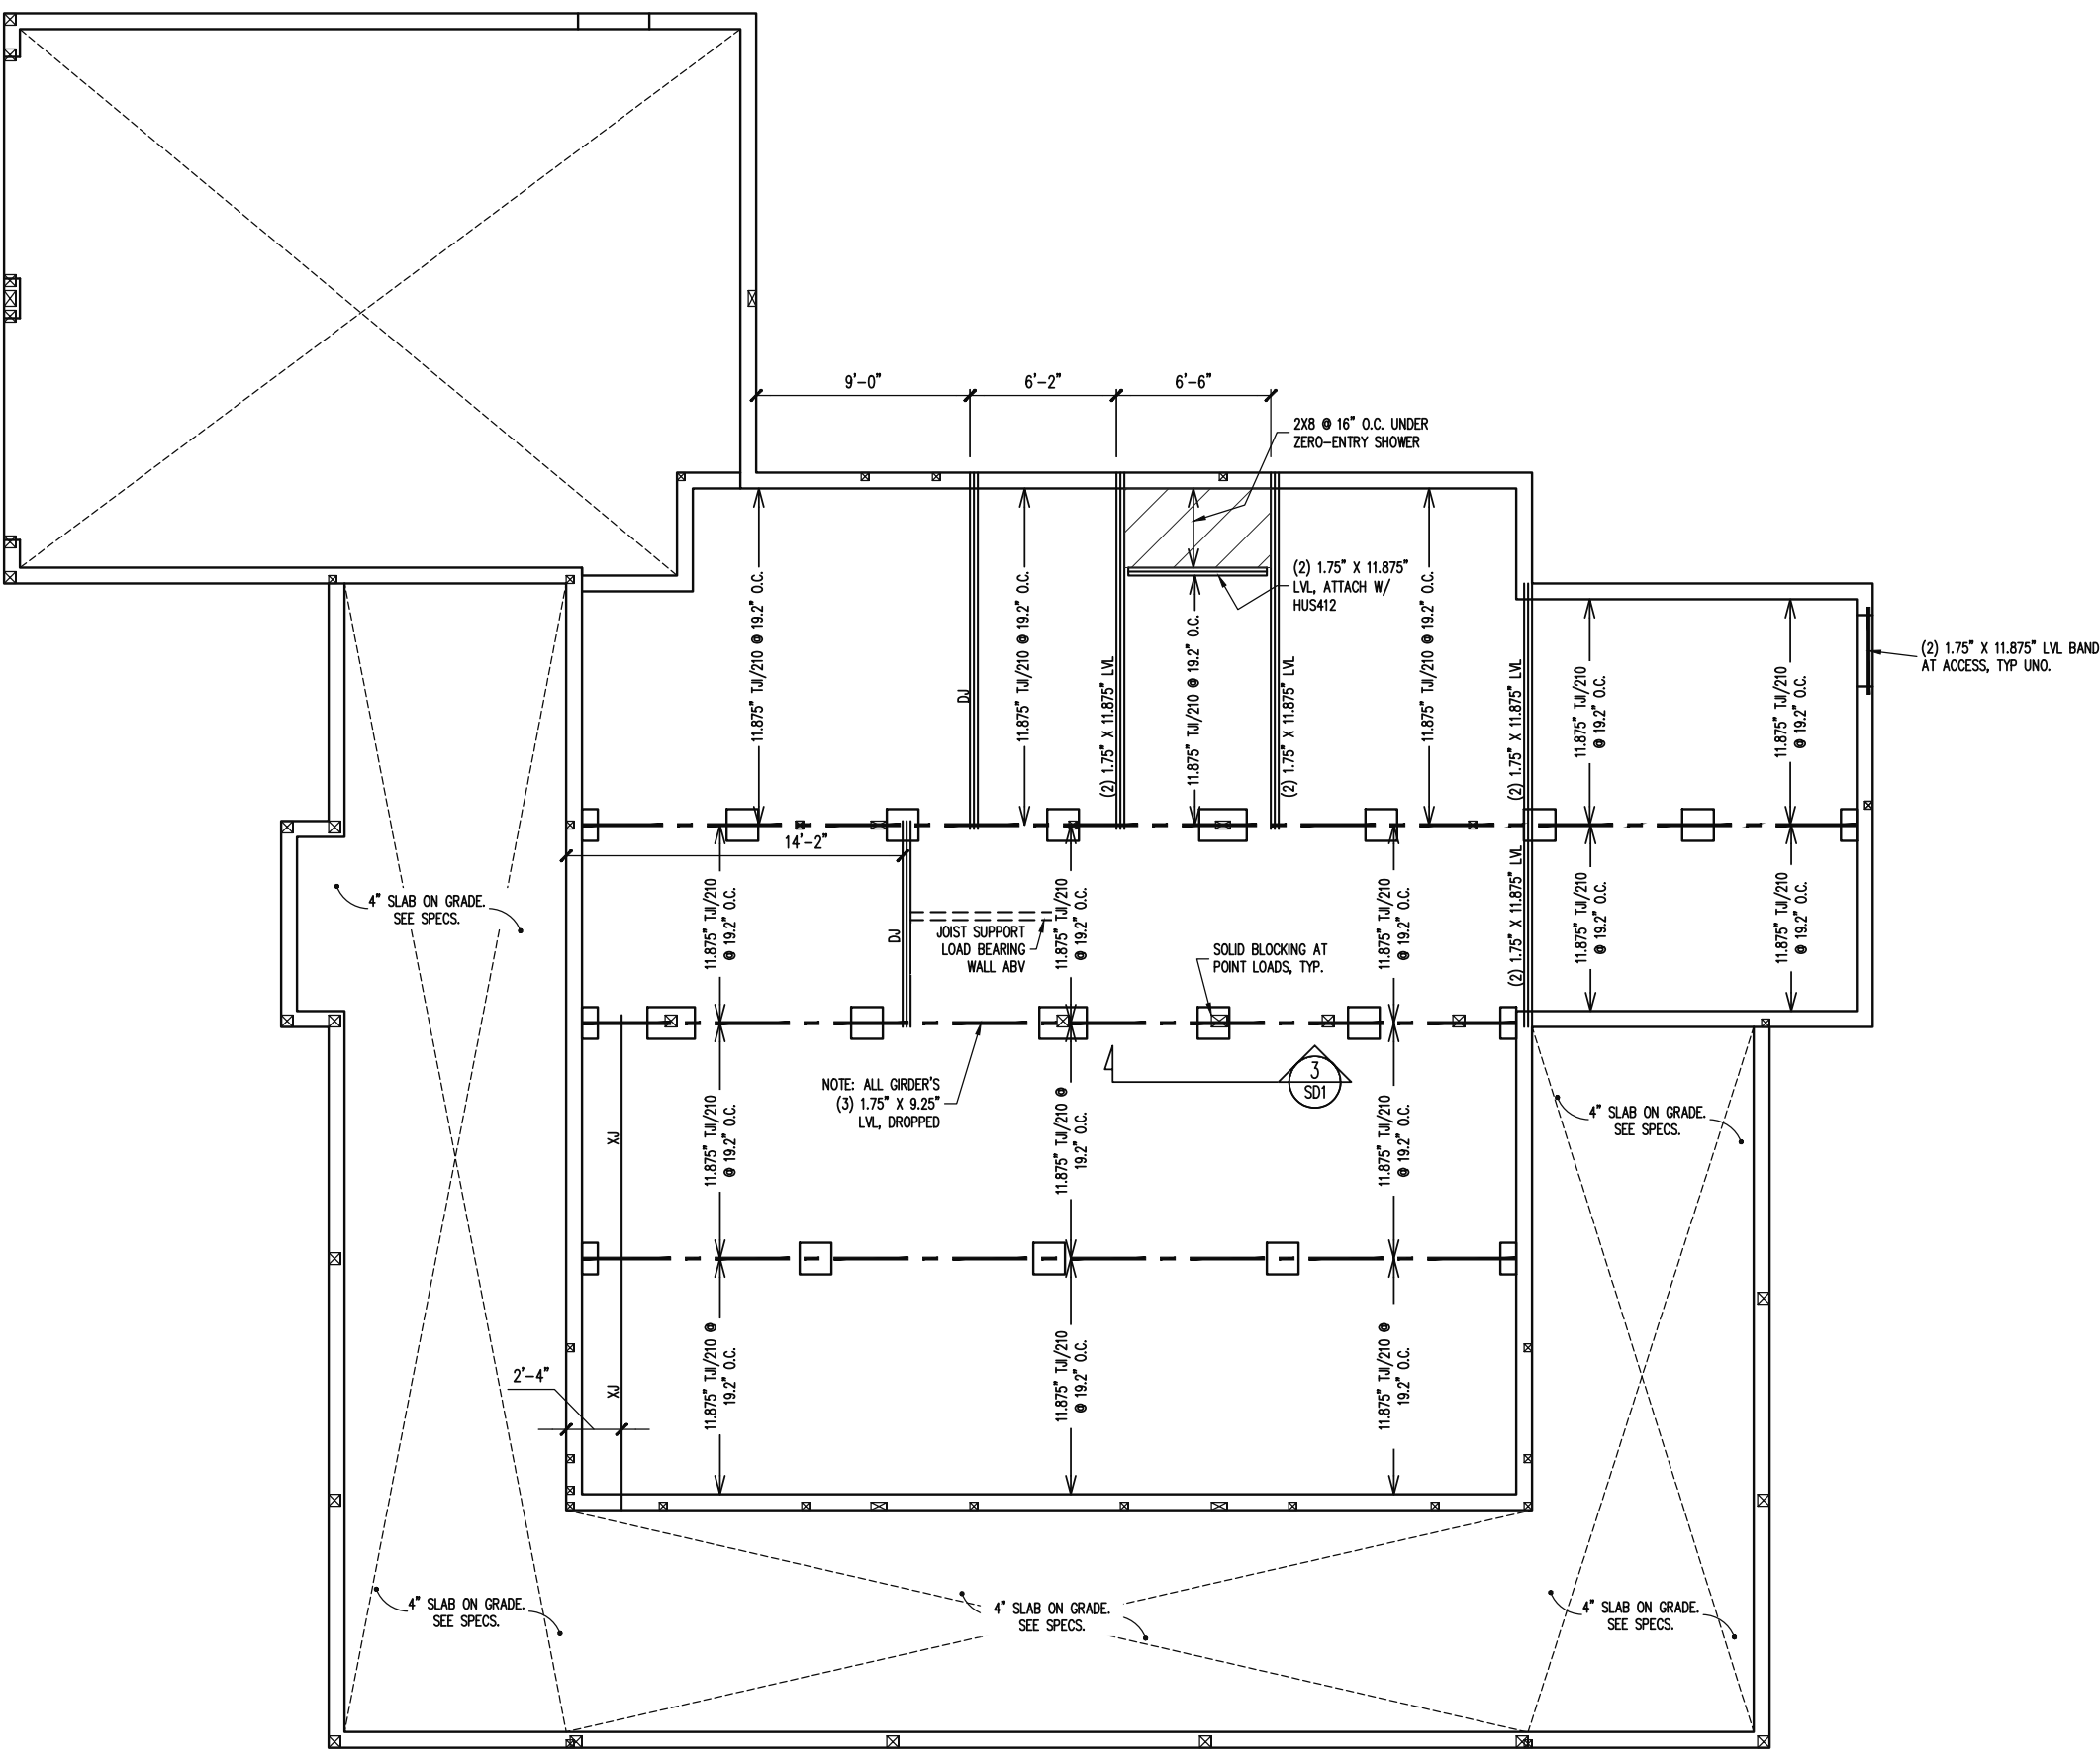 9'-0"
6'-2"
6'-6"
2X8 @ 16" O.C. UNDER
ZERO-ENTRY SHOWER
(2) 1.75" X 11.875"
LVL, ATTACH W/
HUS412
11.875" TJI/210 @ 19.2" O.C.
DJ
11.875" TJI/210 @ 19.2" O.C.
(2) 1.75" X 11.875" LVL
11.875" TJI/210 @ 19.2" O.C.
(2) 1.75" X 11.875" LVL
11.875" TJI/210 @ 19.2" O.C.
(2) 1.75" X 11.875" LVL
11.875" TJI/210
@ 19.2" O.C.
11.875" TJI/210
@ 19.2" O.C.
(2) 1.75" X 11.875" LVL BAND
AT ACCESS, TYP UNO.
14'-2"
4" SLAB ON GRADE.
SEE SPECS.
11.875" TJI/210
@ 19.2" O.C.
DJ
JOIST SUPPORT
LOAD BEARING
WALL ABV
11.875" TJI/210
@ 19.2" O.C.
SOLID BLOCKING AT
POINT LOADS, TYP.
11.875" TJI/210
@ 19.2" O.C.
(2) 1.75" X 11.875" LVL
11.875" TJI/210
@ 19.2" O.C.
11.875" TJI/210
@ 19.2" O.C.
NOTE: ALL GIRDER'S
(3) 1.75" X 9.25"
LVL, DROPPED
3
SD1
XJ
11.875" TJI/210
@ 19.2" O.C.
11.875" TJI/210 @
19.2" O.C.
11.875" TJI/210
@ 19.2" O.C.
4" SLAB ON GRADE.
SEE SPECS.
2'-4"
XJ
11.875" TJI/210 @
19.2" O.C.
11.875" TJI/210
@ 19.2" O.C.
11.875" TJI/210 @
19.2" O.C.
4" SLAB ON GRADE.
SEE SPECS.
4" SLAB ON GRADE.
SEE SPECS.
4" SLAB ON GRADE.
SEE SPECS.